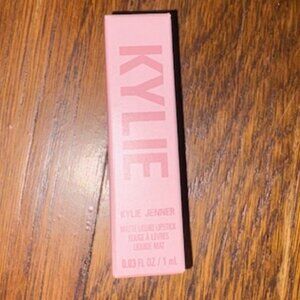 KYLIE
KYLIE JENNER
MATTE LIQUID LIPSTICK
ROUGE À LÈVRES
LIQUIDE MAT
0.03 FL OZ / 1 mL